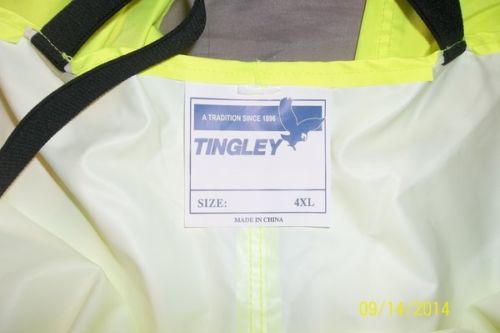 A TRADITION SINCE 1896
TINGLEY
SIZE: 4XL
MADE IN CHINA
09/14/2014